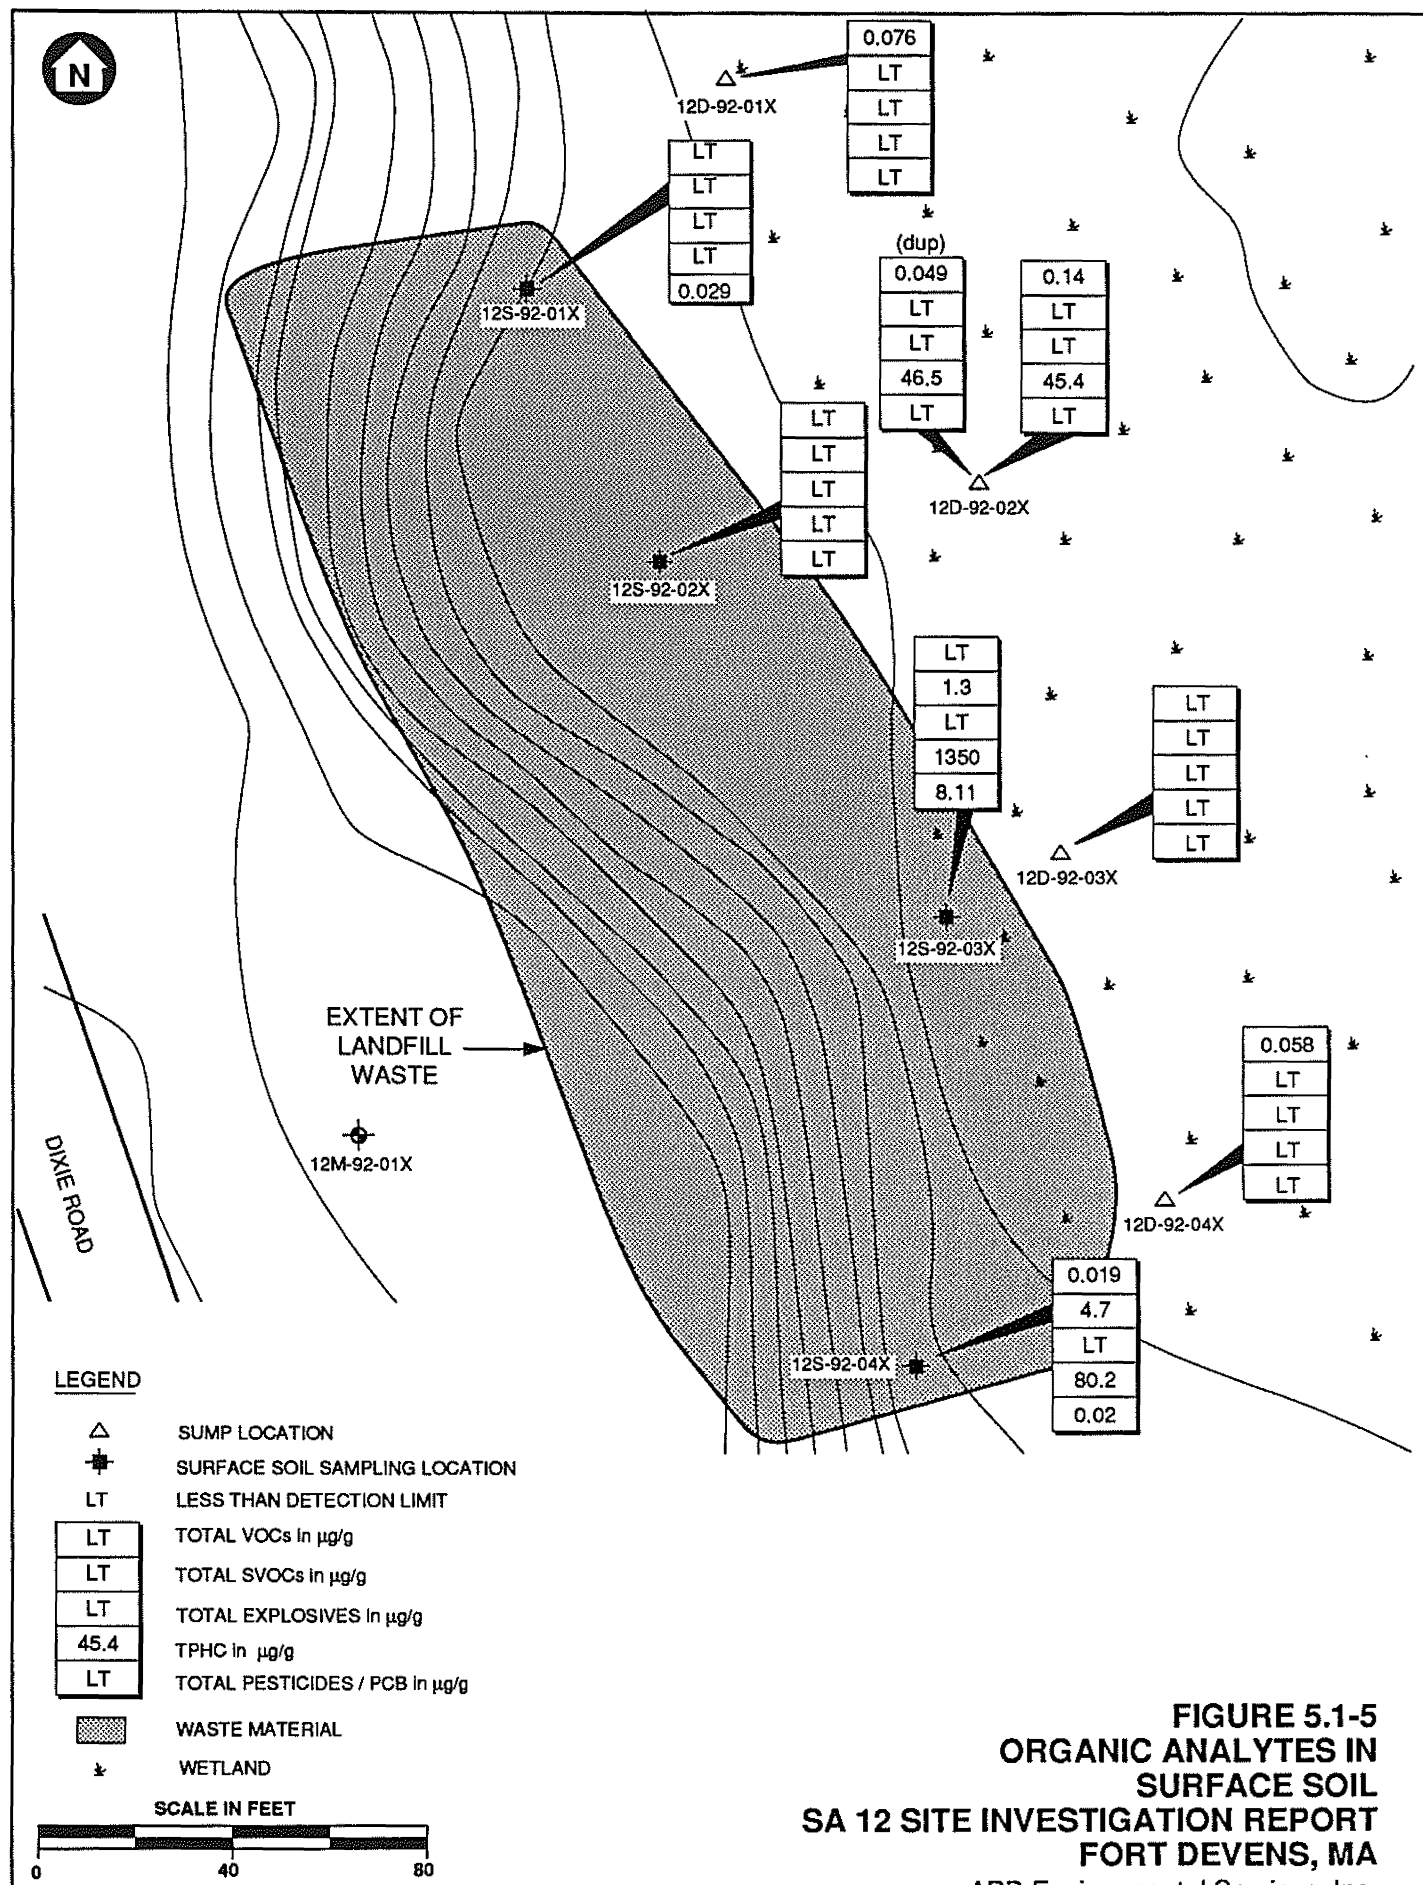 N
0.076
LT
LT
LT
LT
12D-92-01X
LT
LT
LT
LT
0.029
12S-92-01X
(dup)
0.049
LT
LT
46.5
LT
0.14
LT
LT
45.4
LT
12D-92-02X
LT
LT
LT
LT
LT
12S-92-02X
LT
1.3
LT
1350
8.11
12S-92-03X
LT
LT
LT
LT
LT
12D-92-03X
EXTENT OF
LANDFILL
WASTE
12M-92-01X
DIXIE ROAD
0.058
LT
LT
LT
LT
12D-92-04X
0.019
4.7
LT
80.2
0.02
12S-92-04X
LEGEND
SUMP LOCATION
SURFACE SOIL SAMPLING LOCATION
LT LESS THAN DETECTION LIMIT
LT TOTAL VOCs in µg/g
LT TOTAL SVOCs in µg/g
LT TOTAL EXPLOSIVES in µg/g
45.4 TPHC in µg/g
LT TOTAL PESTICIDES / PCB in µg/g
WASTE MATERIAL
WETLAND
SCALE IN FEET
0 40 80
FIGURE 5.1-5
ORGANIC ANALYTES IN
SURFACE SOIL
SA 12 SITE INVESTIGATION REPORT
FORT DEVENS, MA